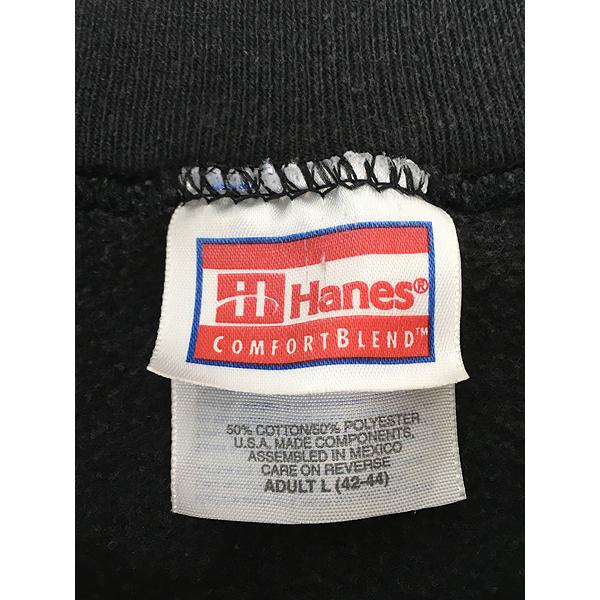 Hanes®
COMFORTBLEND™
50% COTTON/50% POLYESTER
U.S.A. MADE COMPONENTS,
ASSEMBLED IN MEXICO
CARE ON REVERSE
ADULT L (42-44)